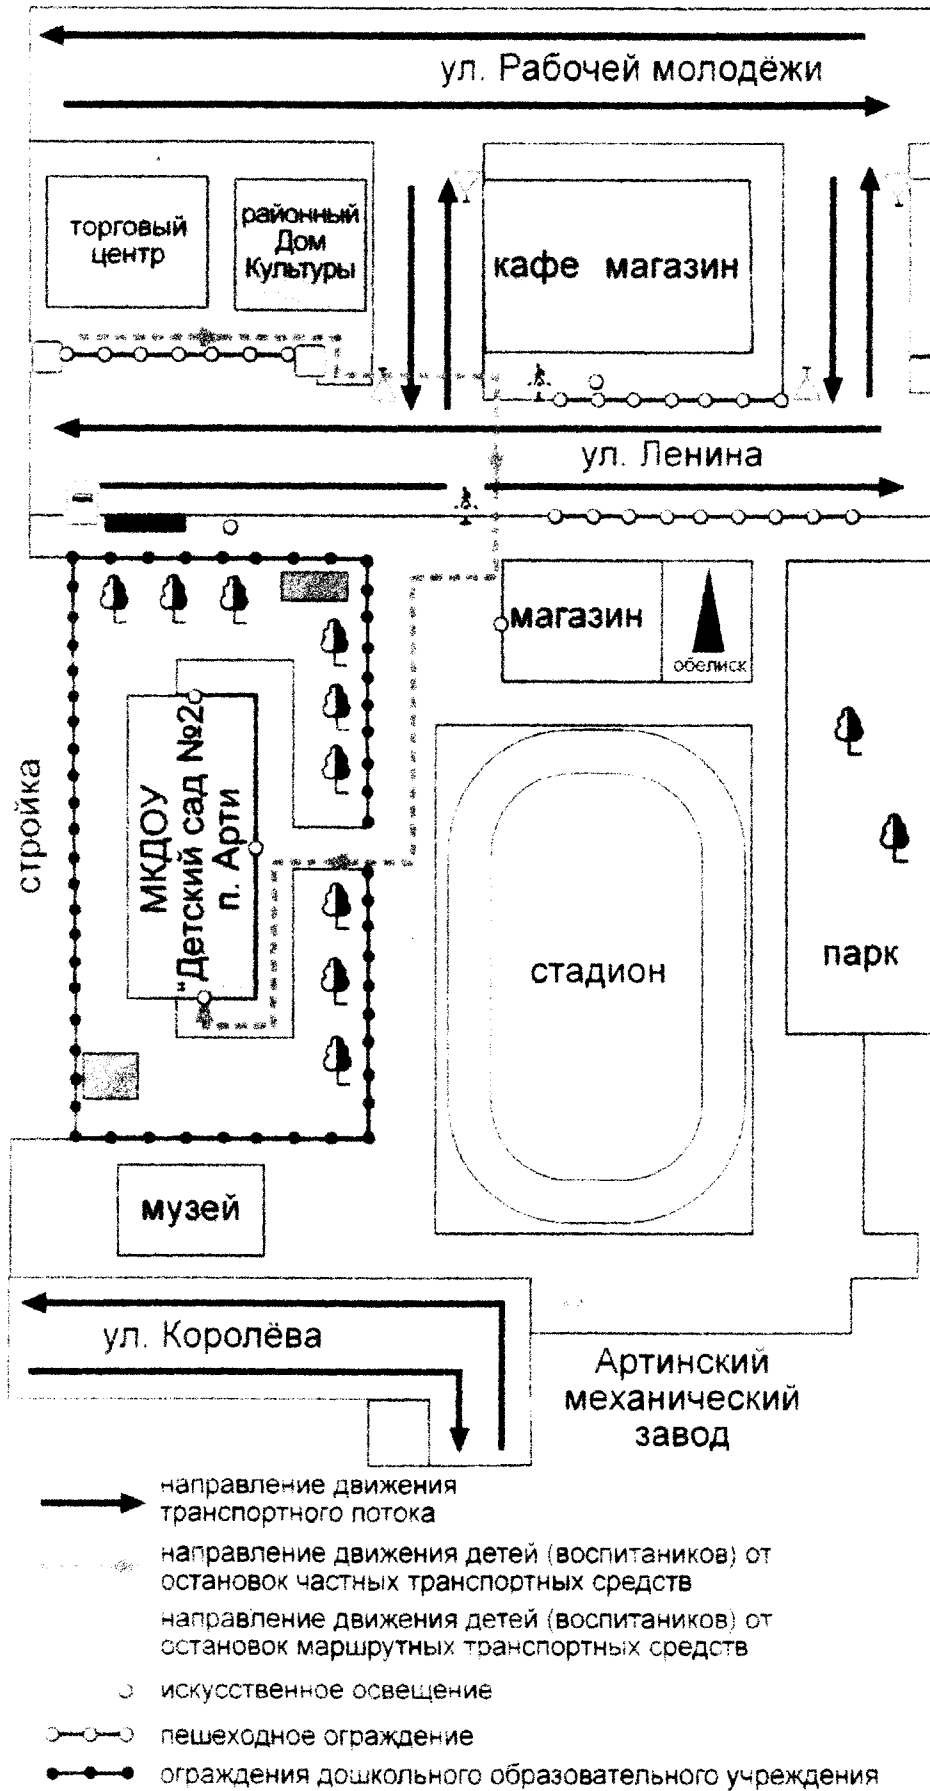 ул. Рабочей молодёжи
торговый
центр
районный
Дом
Культуры
кафе магазин
ул. Ленина
магазин
обелиск
стройка
МКДОУ
"Детский сад №2
п. Арти
стадион
парк
музей
ул. Королёва
Артинский
механический
завод
направление движения
транспортного потока
направление движения детей (воспитаников) от
остановок частных транспортных средств
направление движения детей (воспитаников) от
остановок маршрутных транспортных средств
искусственное освещение
пешеходное ограждение
ограждения дошкольного образовательного учреждения